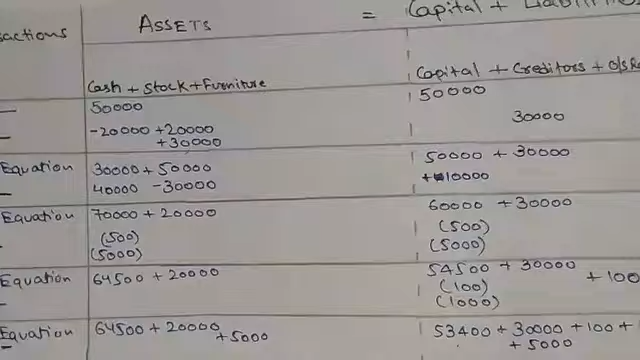 ASSETS = Capital + Liabilities
sactions
Cash + Stock + Furniture Capital + Creditors + O/S
50000 50000
-20000 +20000 30000
+30000
Equation 30000 + 50000 50000 + 30000
40000 -30000 +10000
Equation 70000 + 20000 60000 + 30000
(500) (500)
(5000) (5000)
Equation 64500 + 20000 54500 + 30000 + 100
(100)
(1000)
Equation 64500 + 20000 + 5000 53400 + 30000 + 100 +
+ 5000